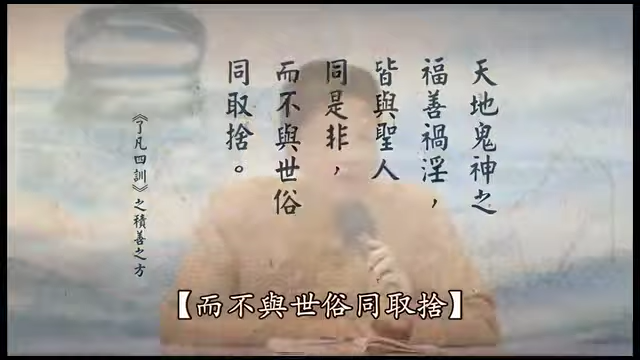 天地鬼神之
福善禍淫，
皆與聖人
同是非，
而不與世俗
同取捨。
《了凡四訓》之積善之方
【而不與世俗同取捨】